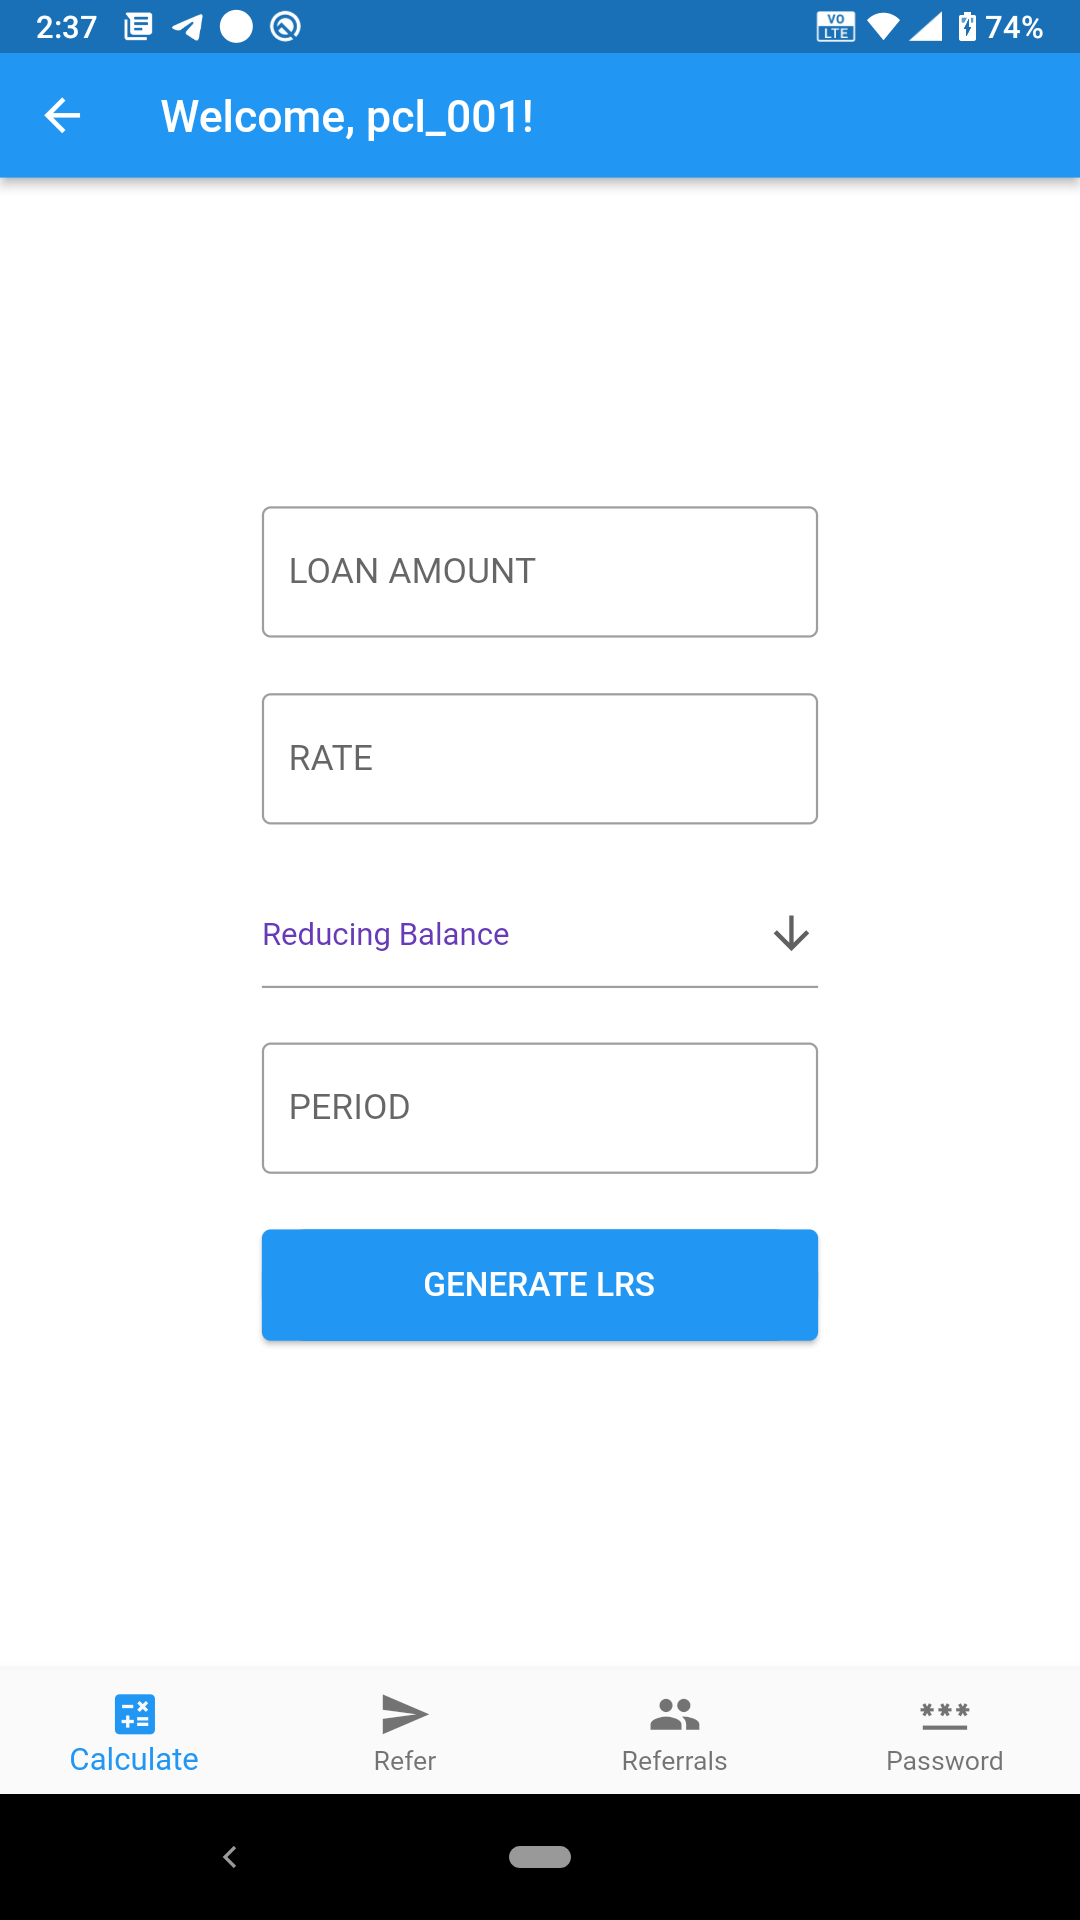 2:37 VO LTE 74%
Welcome, pcl_001!
LOAN AMOUNT
RATE
Reducing Balance
PERIOD
GENERATE LRS
Calculate Refer Referrals Password